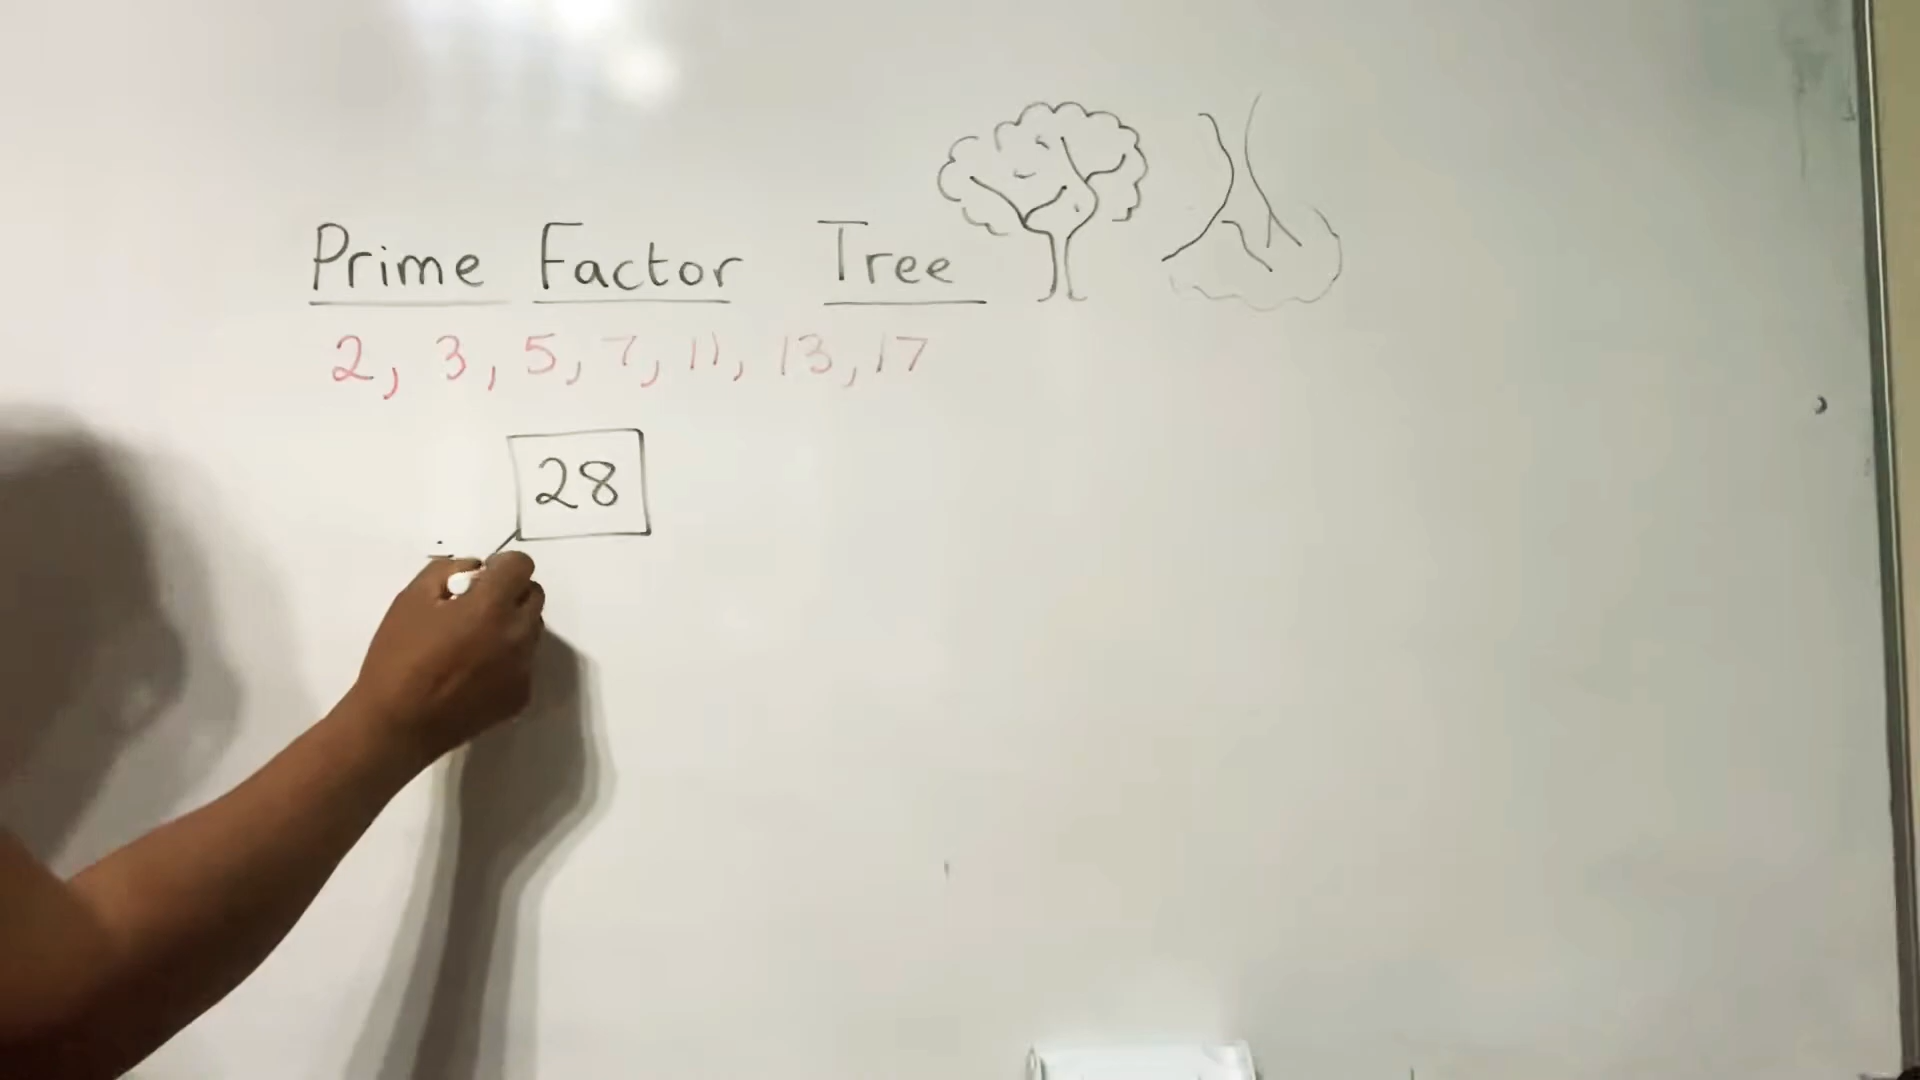 Prime Factor Tree
2, 3, 5, 7, 11, 13, 17
28